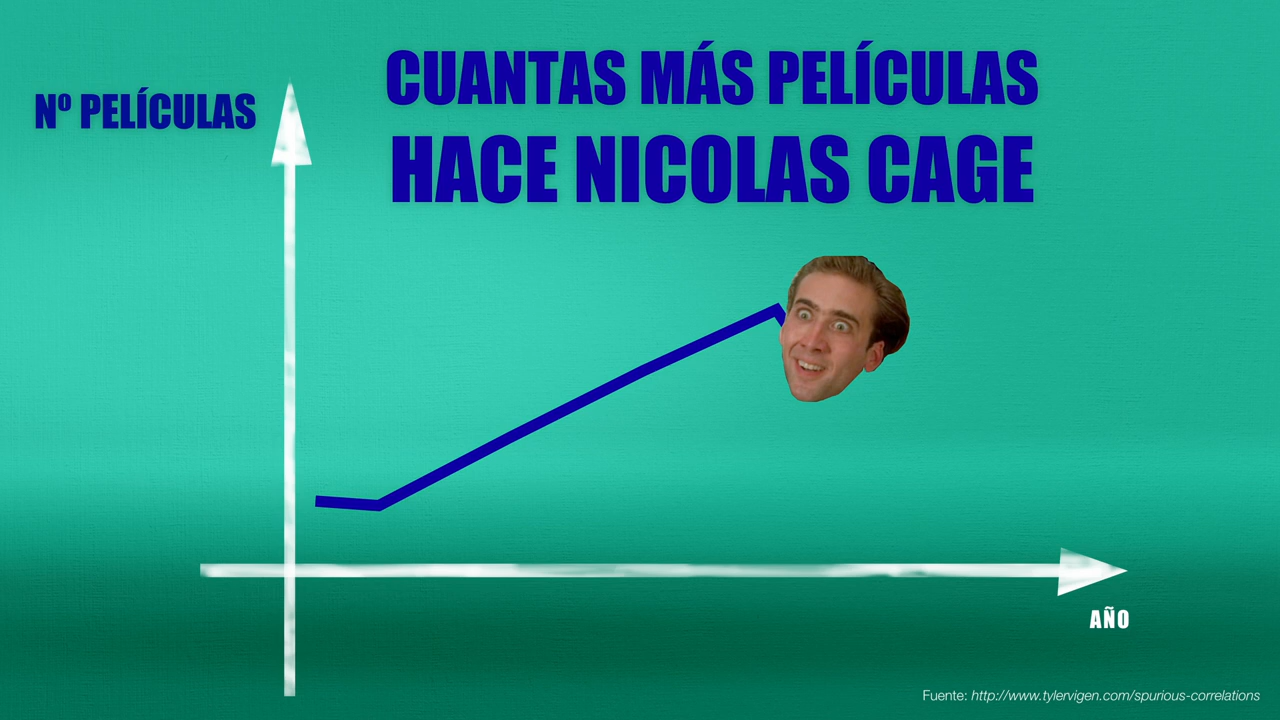 CUANTAS MÁS PELÍCULAS
HACE NICOLAS CAGE
Nº PELÍCULAS
AÑO
Fuente: http://www.tylervigen.com/spurious-correlations